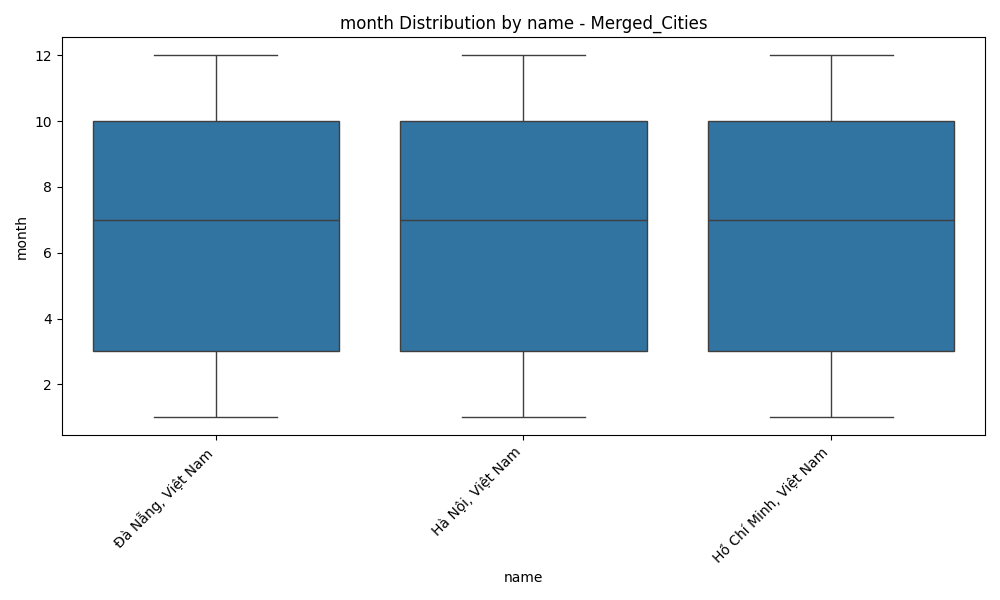 month Distribution by name - Merged_Cities
month
12
10
8
6
4
2
Đà Nẵng, Việt Nam
Hà Nội, Việt Nam
Hồ Chí Minh, Việt Nam
name